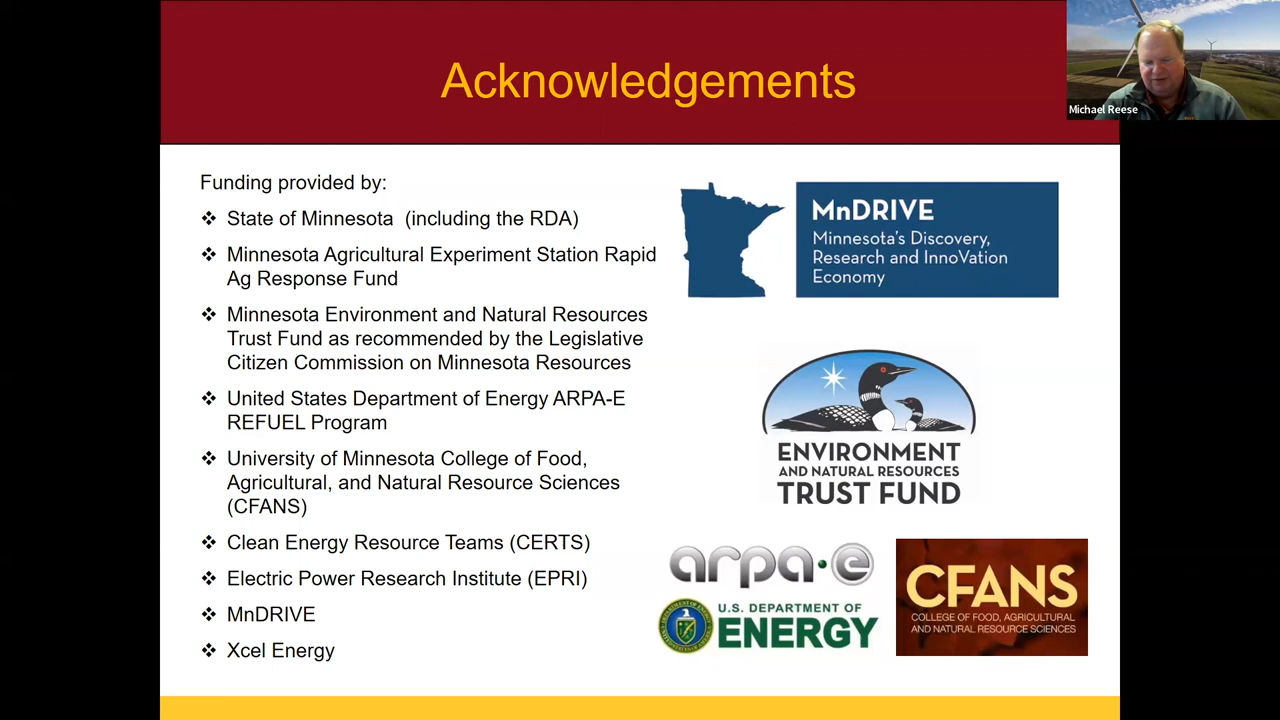 Acknowledgements
Michael Reese
Funding provided by:
❖ State of Minnesota (including the RDA)
❖ Minnesota Agricultural Experiment Station Rapid
Ag Response Fund
❖ Minnesota Environment and Natural Resources
Trust Fund as recommended by the Legislative
Citizen Commission on Minnesota Resources
❖ United States Department of Energy ARPA-E
REFUEL Program
❖ University of Minnesota College of Food,
Agricultural, and Natural Resource Sciences
(CFANS)
❖ Clean Energy Resource Teams (CERTS)
❖ Electric Power Research Institute (EPRI)
❖ MnDRIVE
❖ Xcel Energy
MnDRIVE
Minnesota's Discovery,
Research and InnoVation
Economy
ENVIRONMENT
AND NATURAL RESOURCES
TRUST FUND
arpa·e
U.S. DEPARTMENT OF
ENERGY
CFANS
COLLEGE OF FOOD, AGRICULTURAL
AND NATURAL RESOURCE SCIENCES